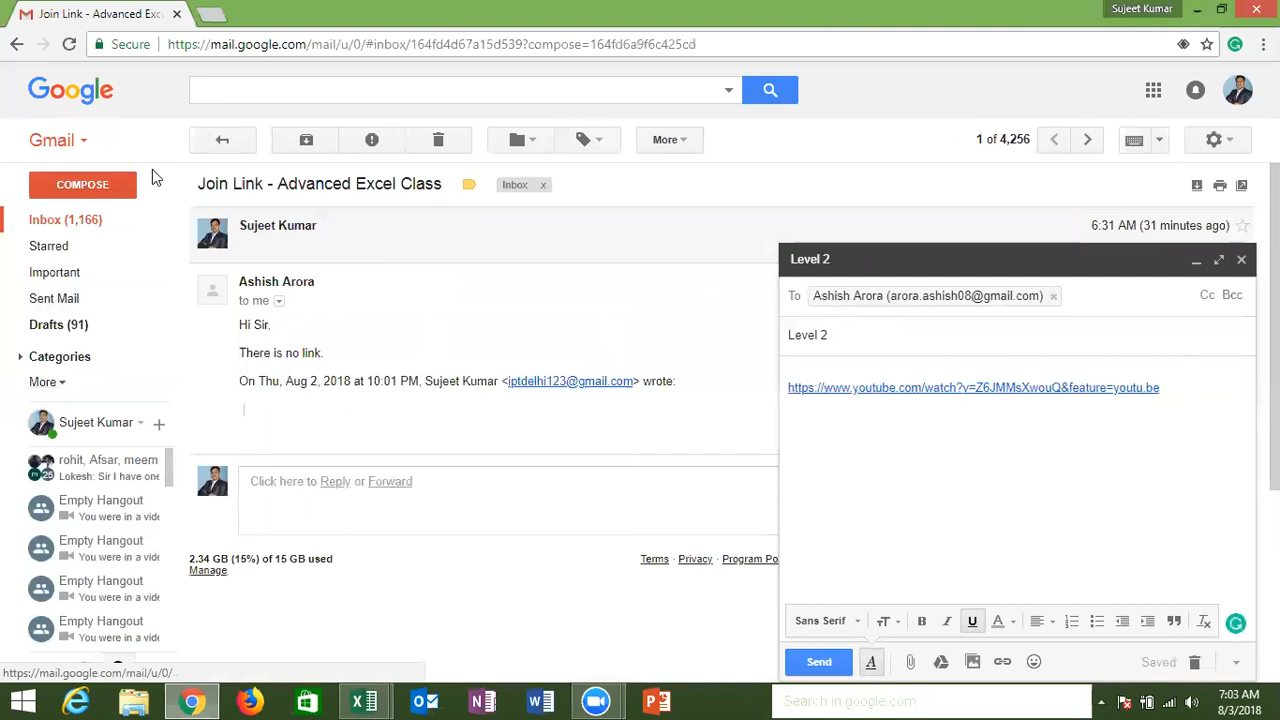 Join Link - Advanced Exc
Sujeet Kumar
Secure
https://mail.google.com/mail/u/0/#inbox/164fd4d67a15d539?compose=164fd6a9f6c425cd
Google
Gmail
More
1 of 4,256
COMPOSE
Join Link - Advanced Excel Class
Inbox x
Inbox (1,166)
Starred
Important
Sent Mail
Drafts (91)
Categories
More
Sujeet Kumar
6:31 AM (31 minutes ago)
Ashish Arora
to me
Hi Sir,
There is no link.
On Thu, Aug 2, 2018 at 10:01 PM, Sujeet Kumar <iptdelhi123@gmail.com> wrote:
Level 2
To Ashish Arora (arora.ashish08@gmail.com) x
Cc Bcc
Level 2
https://www.youtube.com/watch?v=Z6JMMsXwouQ&feature=youtu.be
Sujeet Kumar
rohit, Afsar, meem
25
Lokesh: Sir I have one
Empty Hangout
You were in a vide
Empty Hangout
You were in a vide
Empty Hangout
You were in a vide
Empty Hangout
You were in a vide
Click here to Reply or Forward
2.34 GB (15%) of 15 GB used
Manage
Terms - Privacy - Program Po
Sans Serif
Send
Saved
https://mail.google.com/mail/u/0/
Search in google.com
7:03 AM
8/3/2018